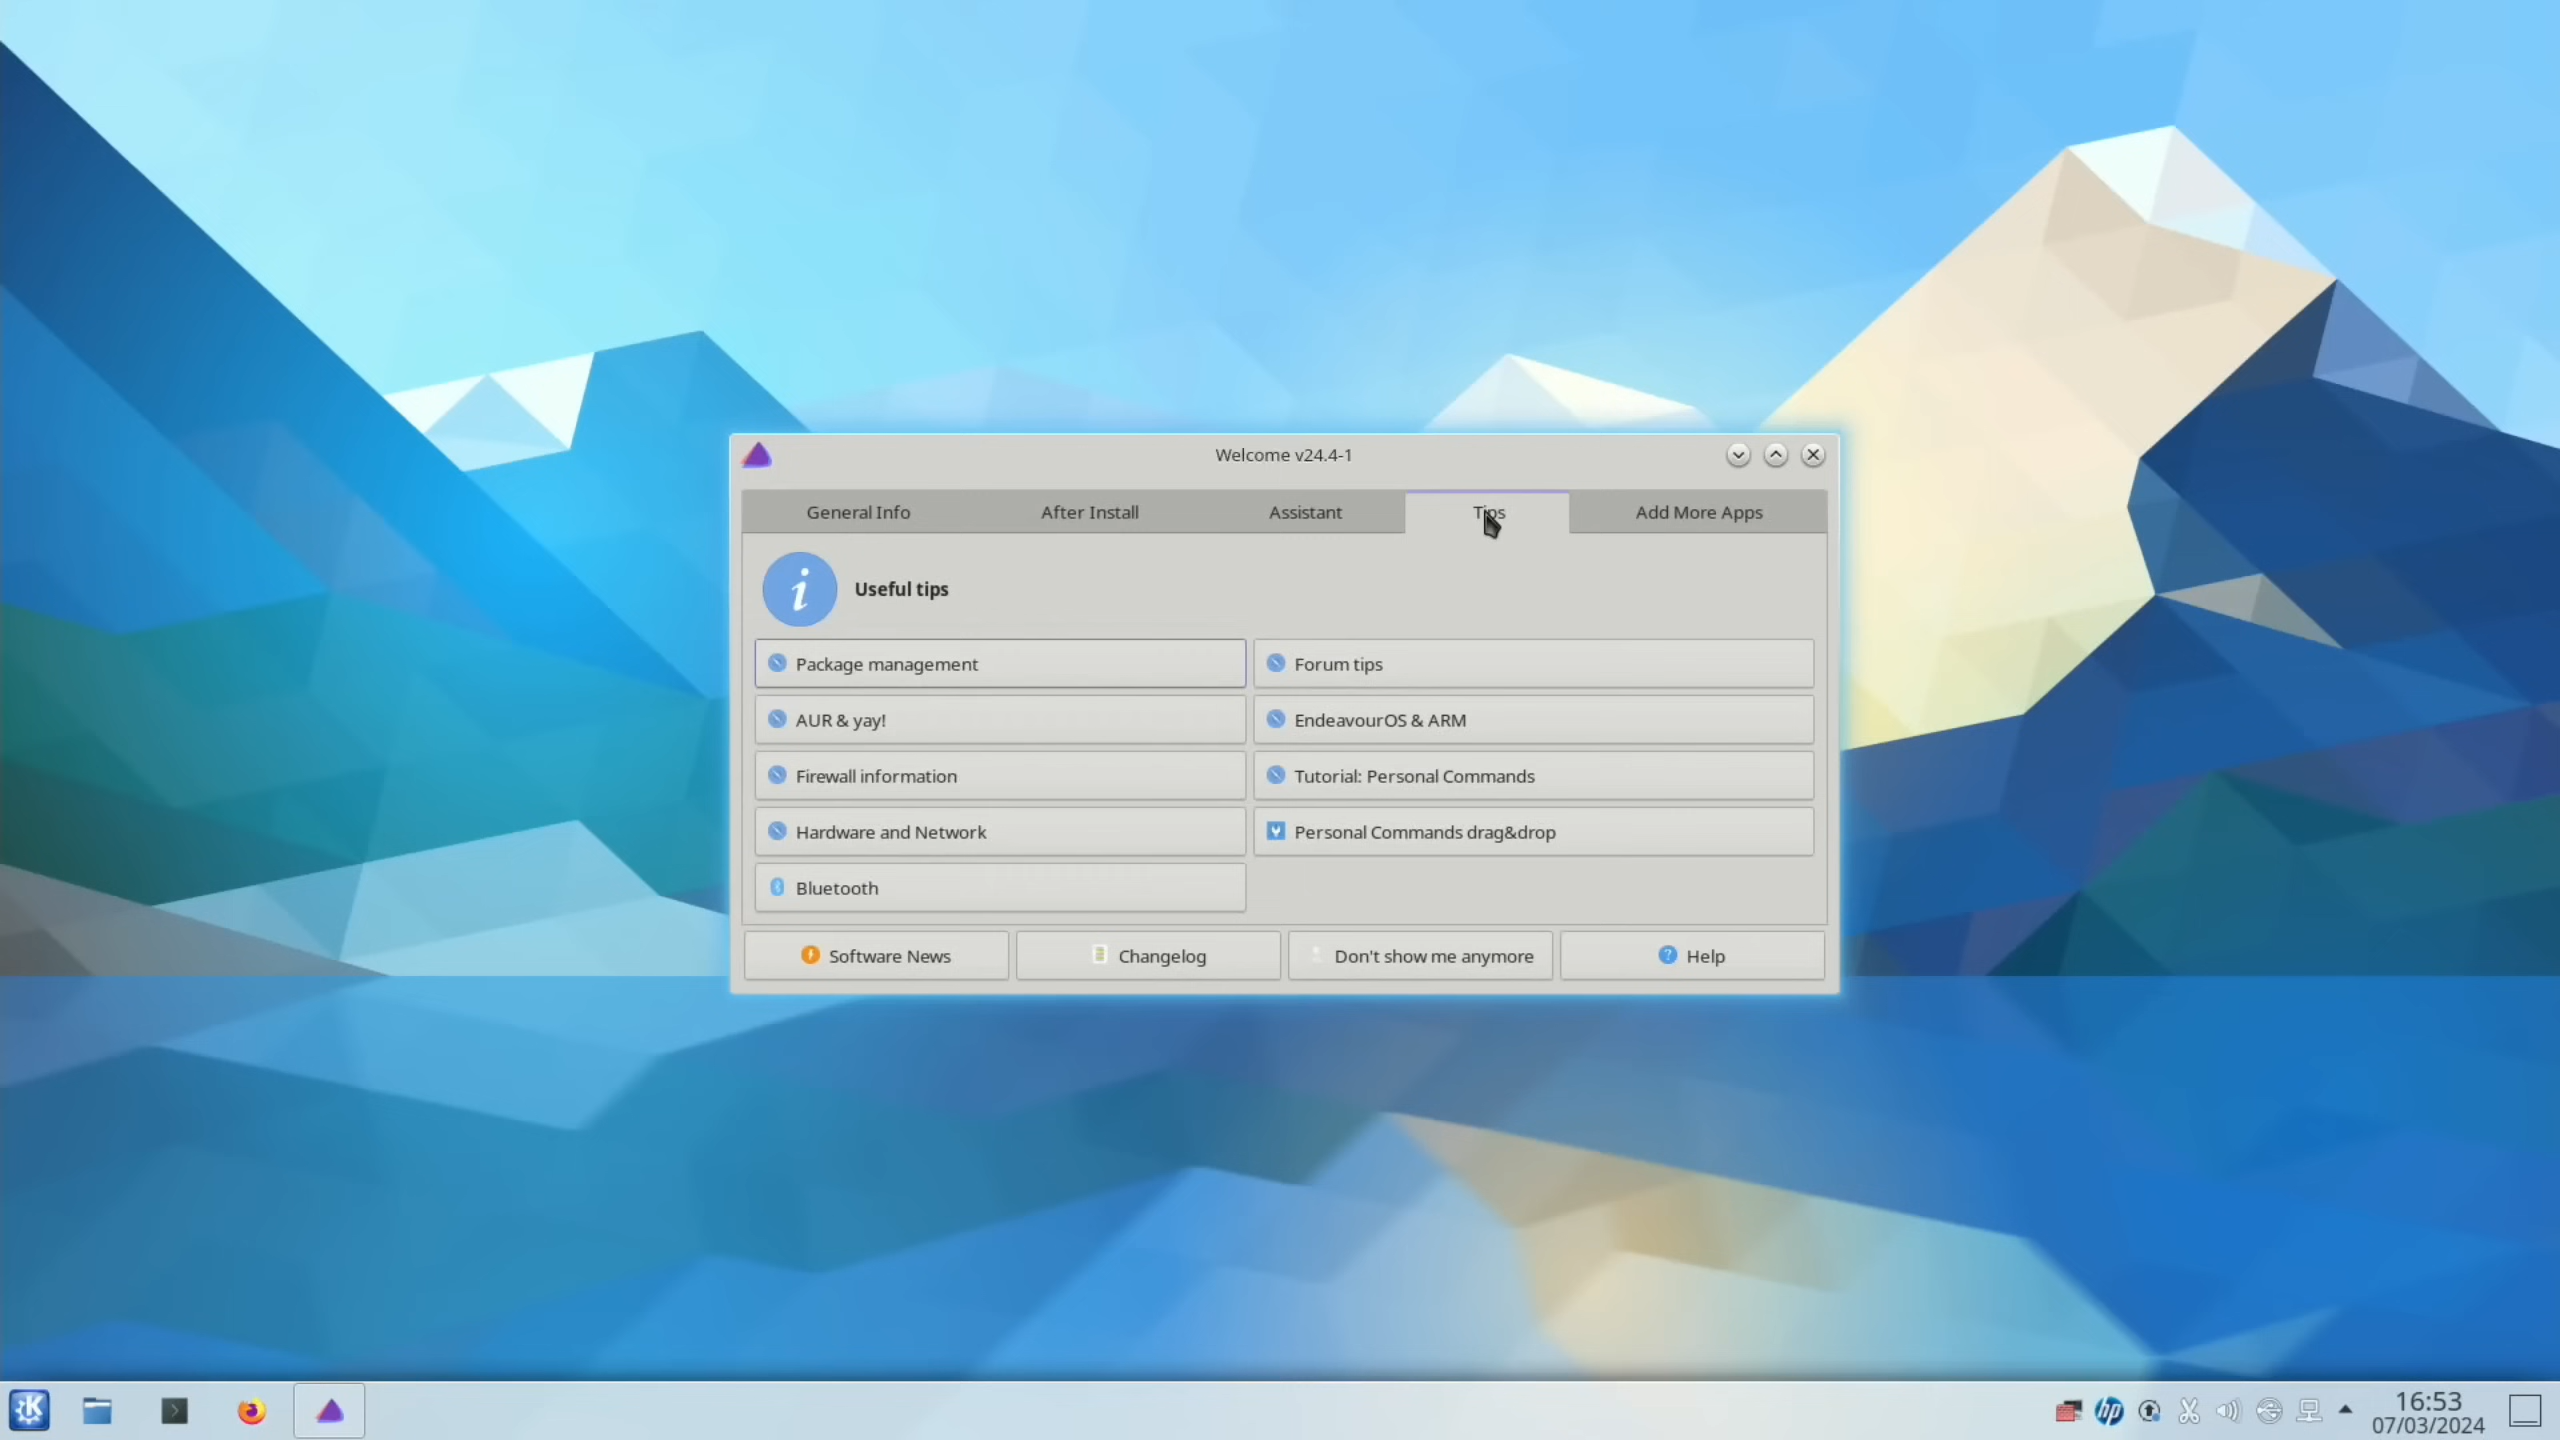 Welcome v24.4-1
General Info
After Install
Assistant
Tips
Add More Apps
Useful tips
Package management
Forum tips
AUR & yay!
EndeavourOS & ARM
Firewall information
Tutorial: Personal Commands
Hardware and Network
Personal Commands drag&drop
Bluetooth
Software News
Changelog
Don't show me anymore
Help
hp
16:53
07/03/2024